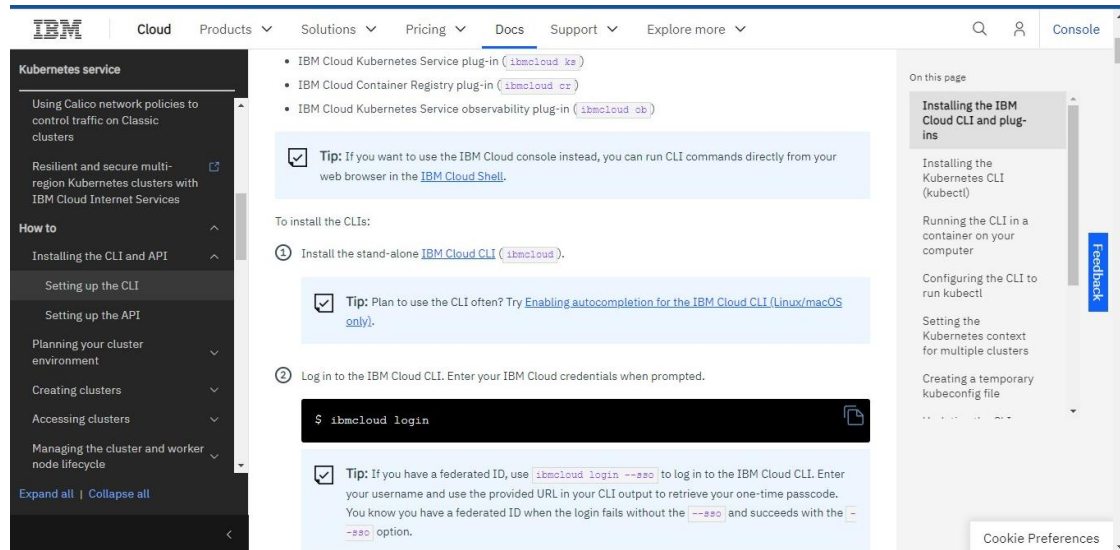 IBM
Cloud
Products
Solutions
Pricing
Docs
Support
Explore more
Console
Kubernetes service
Using Calico network policies to
control traffic on Classic
clusters
Resilient and secure multi-
region Kubernetes clusters with
IBM Cloud Internet Services
How to
Installing the CLI and API
Setting up the CLI
Setting up the API
Planning your cluster
environment
Creating clusters
Accessing clusters
Managing the cluster and worker
node lifecycle
Expand all | Collapse all
• IBM Cloud Kubernetes Service plug-in ( ibmcloud ks )
• IBM Cloud Container Registry plug-in ( ibmcloud cr )
• IBM Cloud Kubernetes Service observability plug-in ( ibmcloud ob )
Tip: If you want to use the IBM Cloud console instead, you can run CLI commands directly from your
web browser in the IBM Cloud Shell.
To install the CLIs:
1 Install the stand-alone IBM Cloud CLI ( ibmcloud ).
Tip: Plan to use the CLI often? Try Enabling autocompletion for the IBM Cloud CLI (Linux/macOS
only).
2 Log in to the IBM Cloud CLI. Enter your IBM Cloud credentials when prompted.
$ ibmcloud login
Tip: If you have a federated ID, use ibmcloud login --sso to log in to the IBM Cloud CLI. Enter
your username and use the provided URL in your CLI output to retrieve your one-time passcode.
You know you have a federated ID when the login fails without the --sso and succeeds with the -
-sso option.
On this page
Installing the IBM
Cloud CLI and plug-
ins
Installing the
Kubernetes CLI
(kubectl)
Running the CLI in a
container on your
computer
Configuring the CLI to
run kubectl
Setting the
Kubernetes context
for multiple clusters
Creating a temporary
kubeconfig file
Feedback
Cookie Preferences